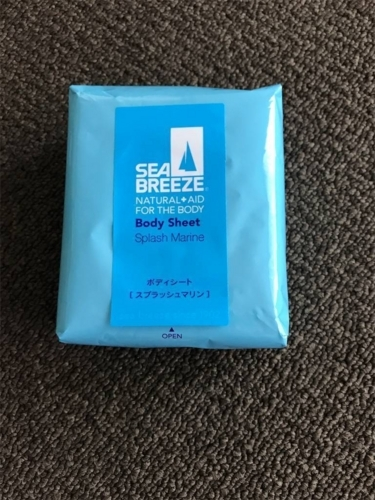 SEA
BREEZE
NATURAL+AID
FOR THE BODY
Body Sheet
Splash Marine
ボディシート
[ スプラッシュマリン ]
▲
OPEN